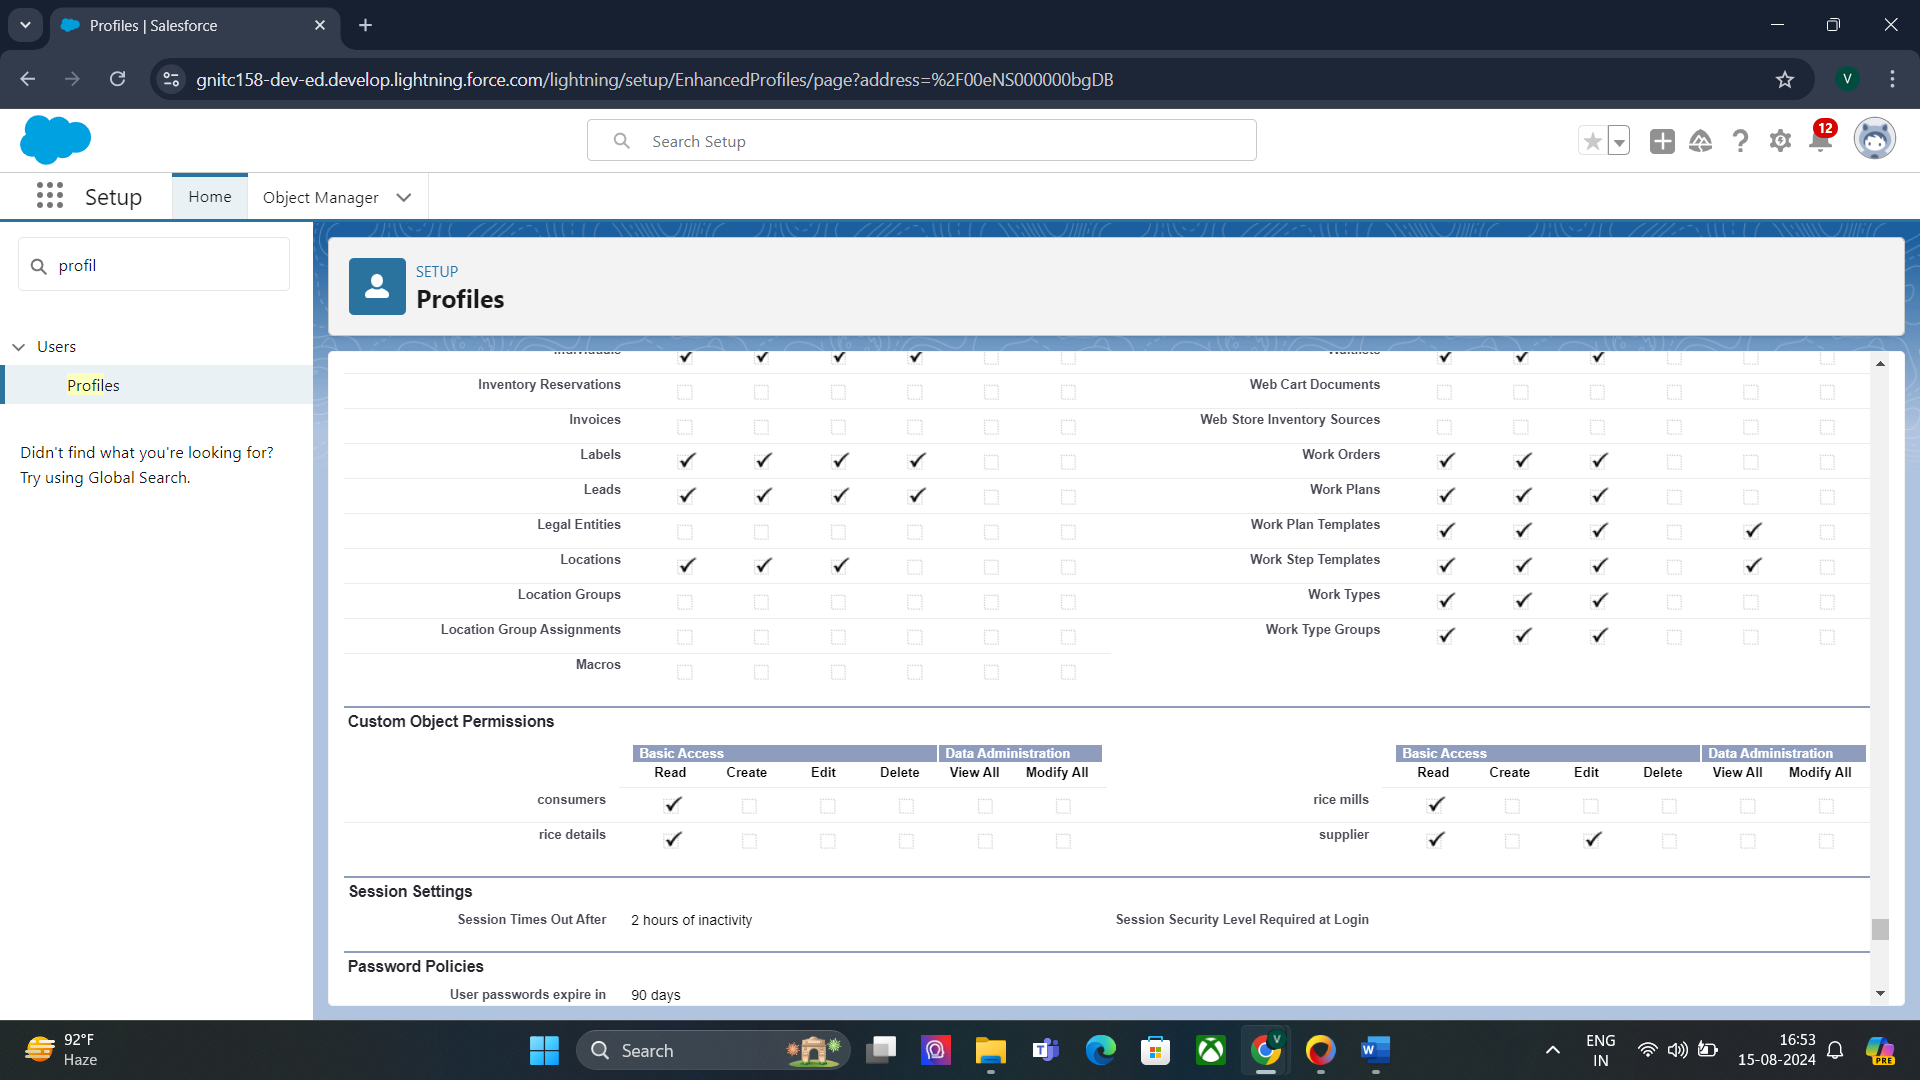 Profiles | Salesforce
gnitc158-dev-ed.develop.lightning.force.com/lightning/setup/EnhancedProfiles/page?address=%2F00eNS000000bgDB
V
Search Setup
12
Setup
Home
Object Manager
profil
Users
Profiles
Didn't find what you're looking for?
Try using Global Search.
SETUP
Profiles
Inventory Reservations
Web Cart Documents
Invoices
Web Store Inventory Sources
Labels
Work Orders
Leads
Work Plans
Legal Entities
Work Plan Templates
Locations
Work Step Templates
Location Groups
Work Types
Location Group Assignments
Work Type Groups
Macros
Custom Object Permissions
Basic Access Data Administration Basic Access Data Administration
Read Create Edit Delete View All Modify All Read Create Edit Delete View All Modify All
consumers
rice mills
rice details
supplier
Session Settings
Session Times Out After 2 hours of inactivity Session Security Level Required at Login
Password Policies
User passwords expire in 90 days
92°F
Haze
Search
ENG
IN
16:53
15-08-2024
PRE